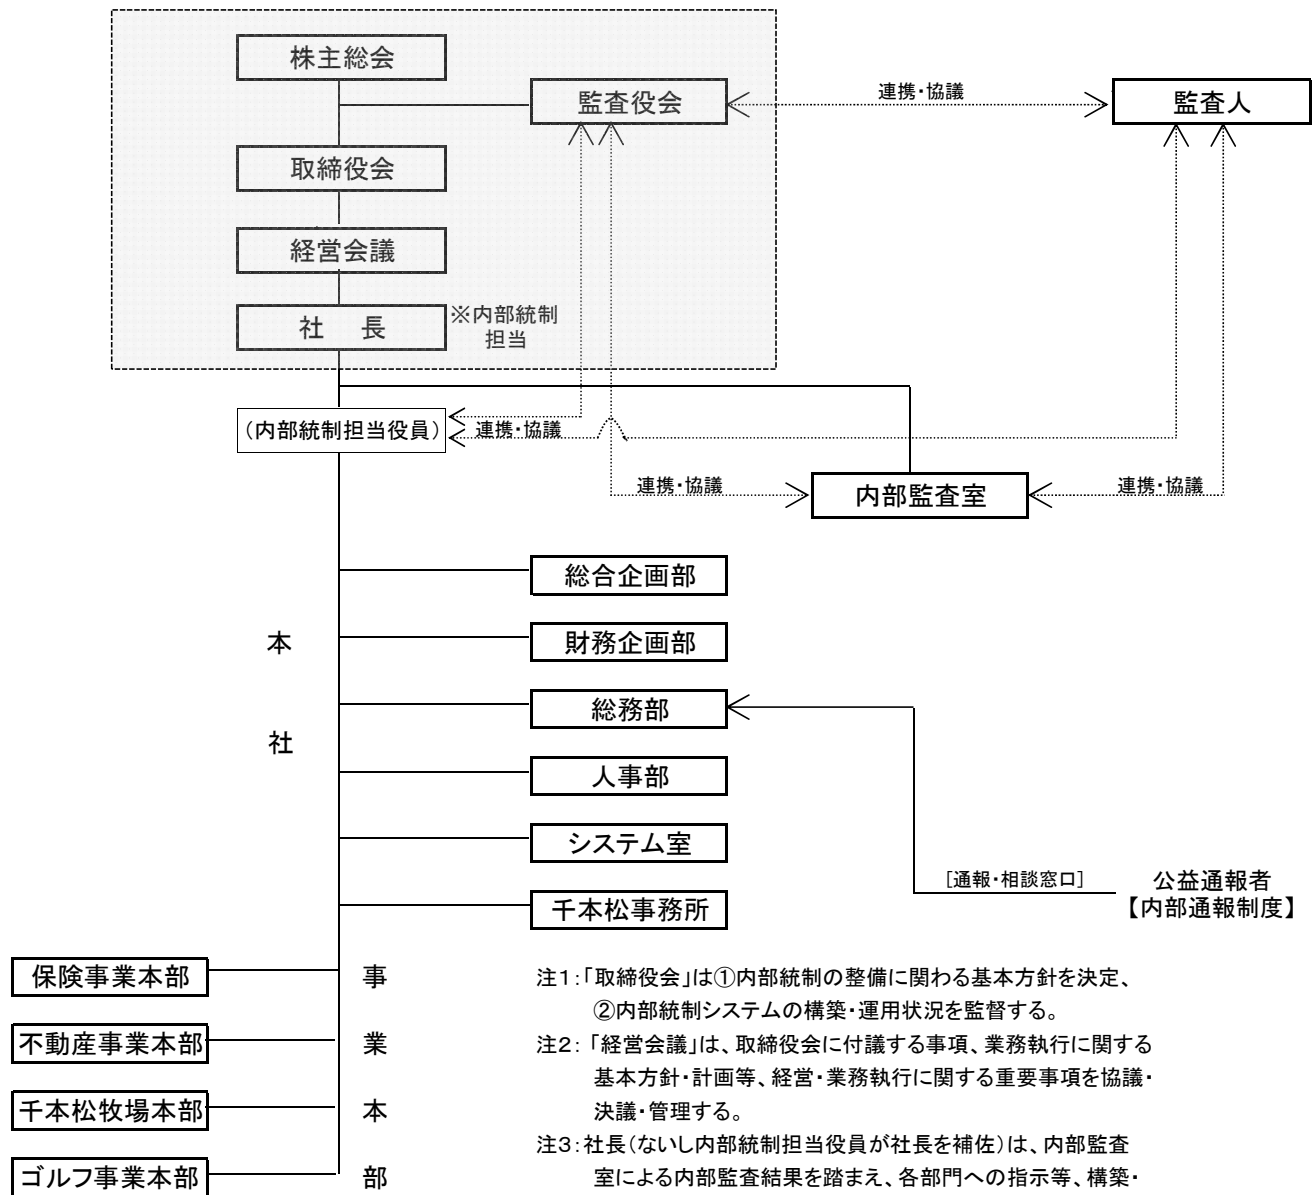 株主総会
監査役会
連携・協議
監査人
取締役会
経営会議
社　長
※内部統制
担当
（内部統制担当役員）
連携・協議
連携・協議
内部監査室
連携・協議
総合企画部
本
財務企画部
総務部
社
人事部
システム室
[通報・相談窓口]
公益通報者
【内部通報制度】
千本松事務所
保険事業本部
事
注１：「取締役会」は①内部統制の整備に関わる基本方針を決定、
②内部統制システムの構築・運用状況を監督する。
不動産事業本部
業
注２：「経営会議」は、取締役会に付議する事項、業務執行に関する
基本方針・計画等、経営・業務執行に関する重要事項を協議・
決議・管理する。
千本松牧場本部
本
注３：社長（ないし内部統制担当役員が社長を補佐）は、内部監査
室による内部監査結果を踏まえ、各部門への指示等、構築・
ゴルフ事業本部
部